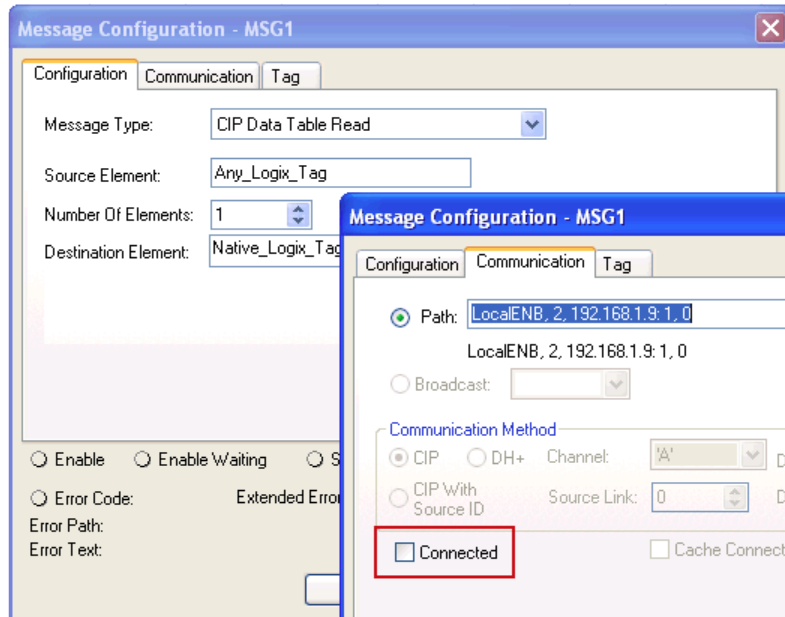 Message Configuration - MSG1
Configuration Communication Tag
Message Type: CIP Data Table Read
Source Element: Any_Logix_Tag
Number Of Elements: 1
Destination Element: Native_Logix_Tag
Enable Enable Waiting
Error Code: Extended Error
Error Path:
Error Text:
Message Configuration - MSG1
Configuration Communication Tag
Path: LocalENB, 2, 192.168.1.9: 1, 0
LocalENB, 2, 192.168.1.9: 1, 0
Broadcast:
Communication Method
CIP DH+ Channel: 'A'
CIP With
Source ID Source Link: 0
Connected Cache